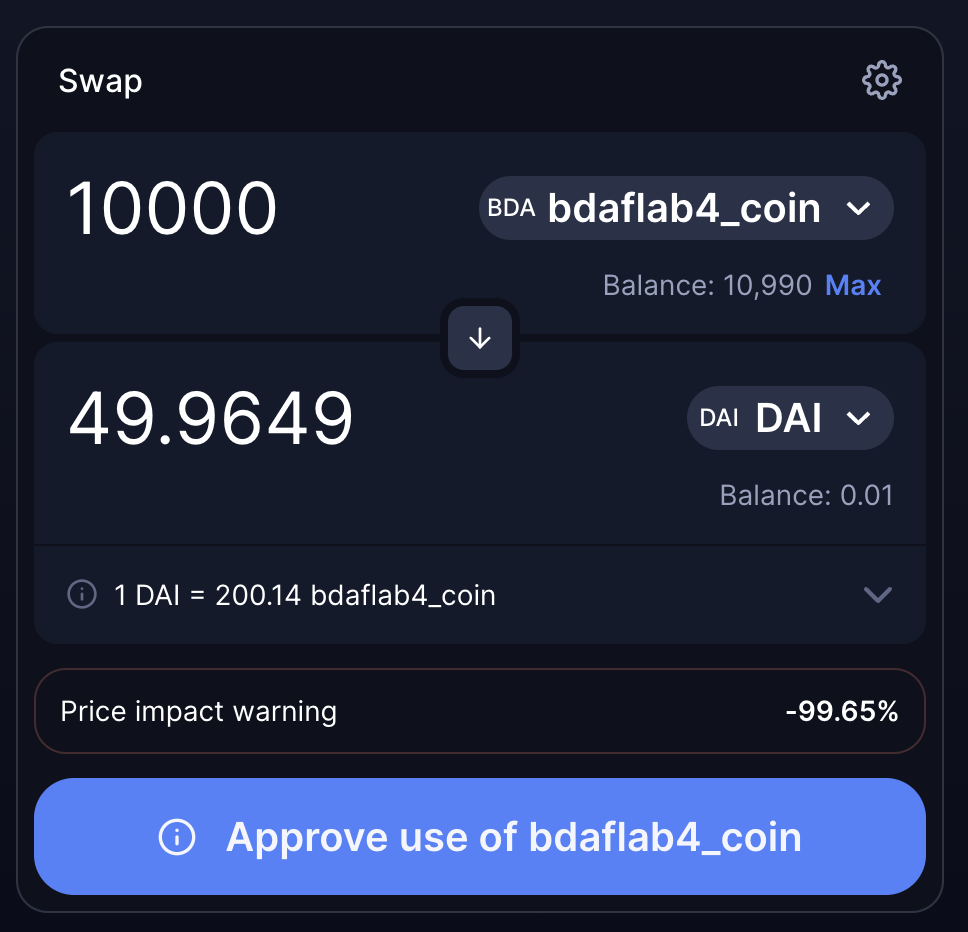 Swap
10000
BDA bdaflab4_coin
Balance: 10,990 Max
49.9649
DAI DAI
Balance: 0.01
1 DAI = 200.14 bdaflab4_coin
Price impact warning -99.65%
Approve use of bdaflab4_coin